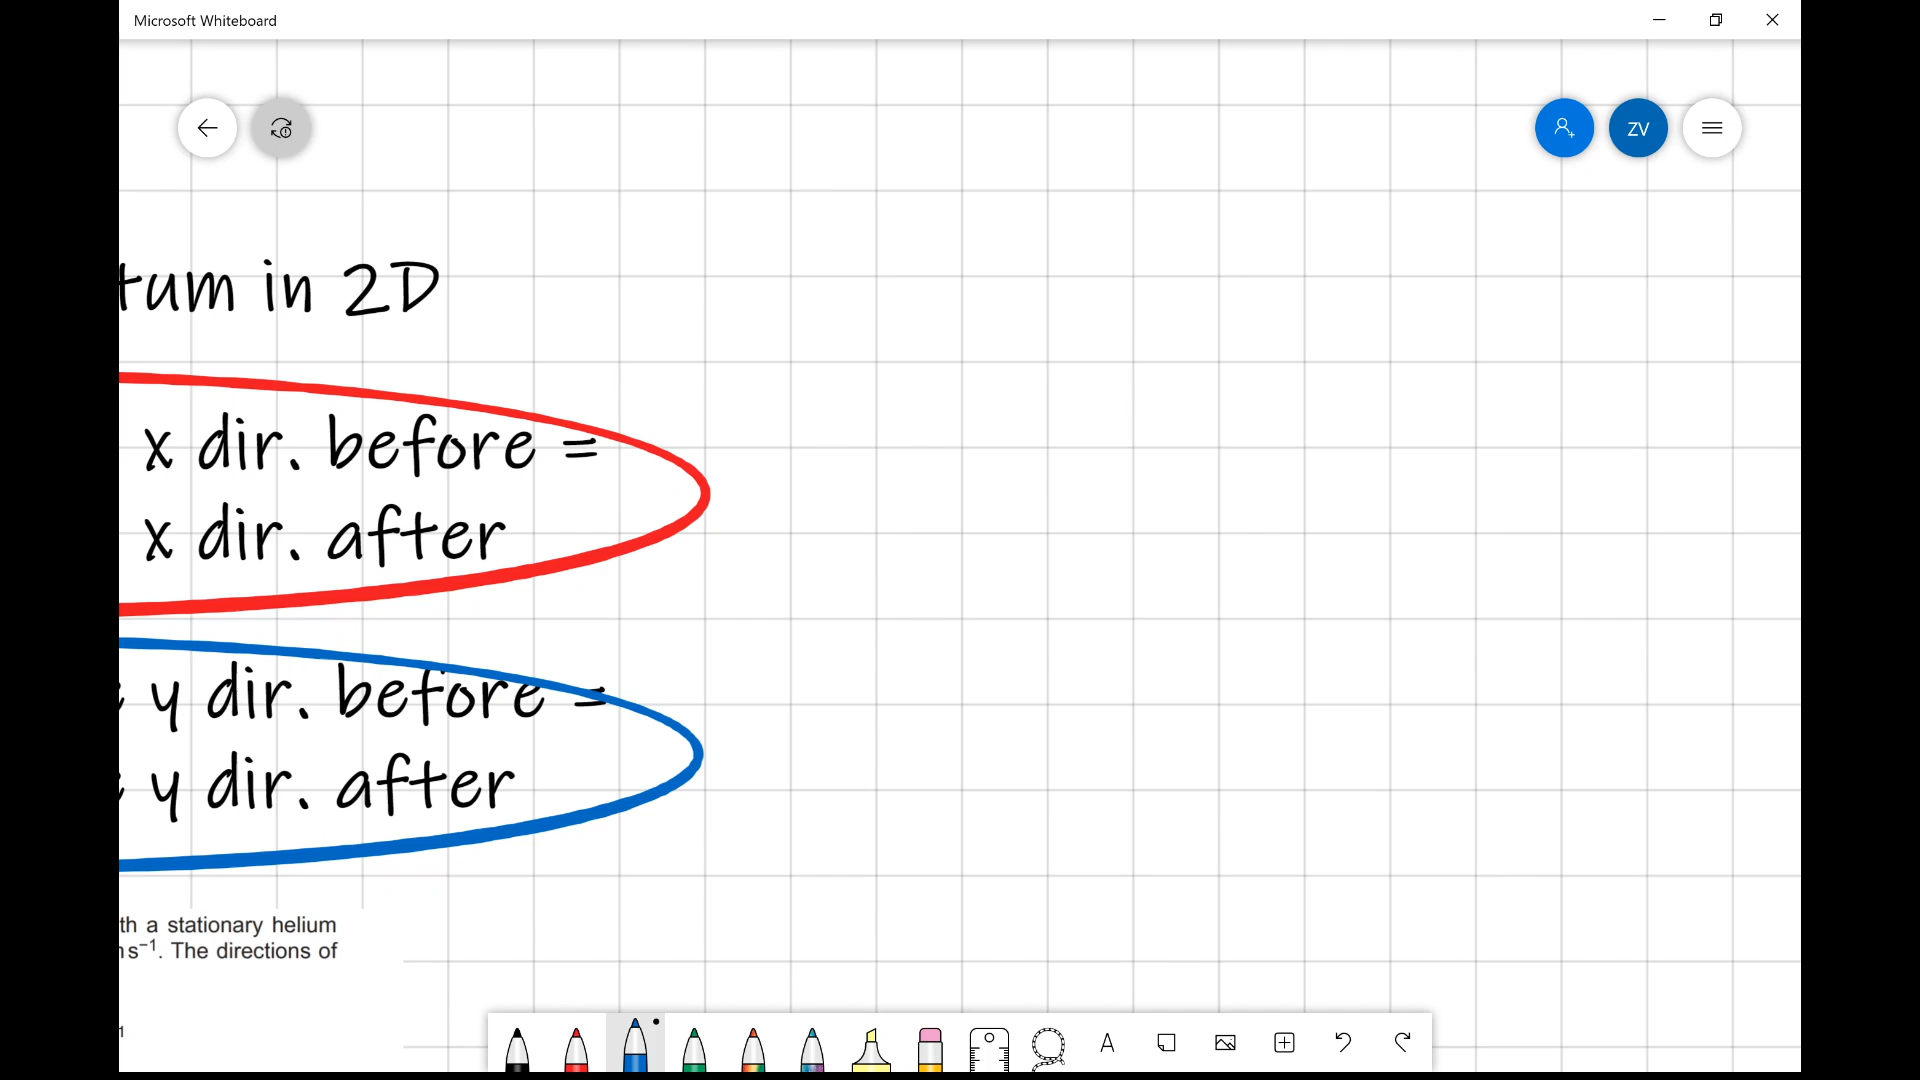 Microsoft Whiteboard
ZV
tum in 2D
x dir. before =
x dir. after
y dir. before =
y dir. after
th a stationary helium
s⁻¹. The directions of
1
A